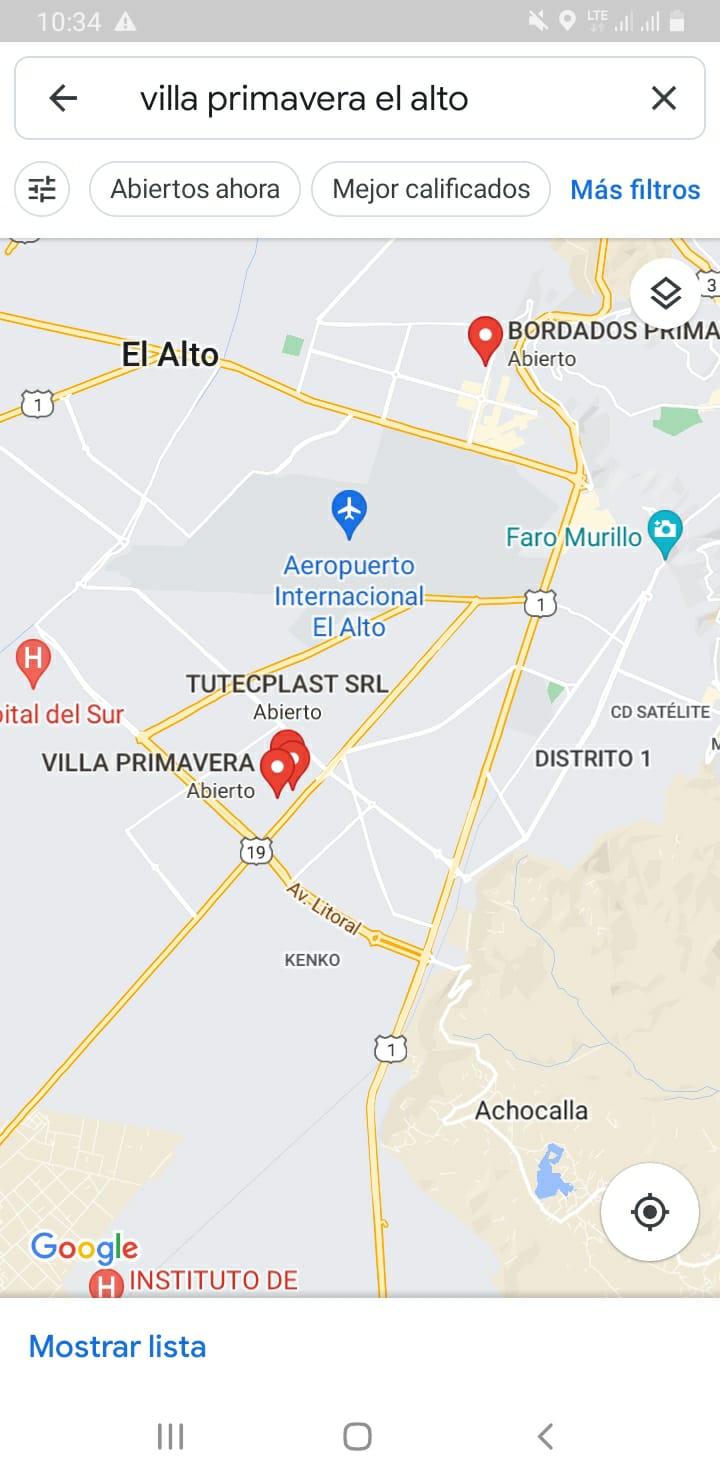 10:34
LTE
villa primavera el alto
Abiertos ahora
Mejor calificados
Más filtros
3
BORDADOS PRIMA
Abierto
El Alto
1
Faro Murillo
Aeropuerto
Internacional
El Alto
1
H
ital del Sur
TUTECPLAST SRL
Abierto
CD SATÉLITE
M
VILLA PRIMAVERA
Abierto
DISTRITO 1
19
Av. Litoral
KENKO
1
Achocalla
Google
H INSTITUTO DE
Mostrar lista